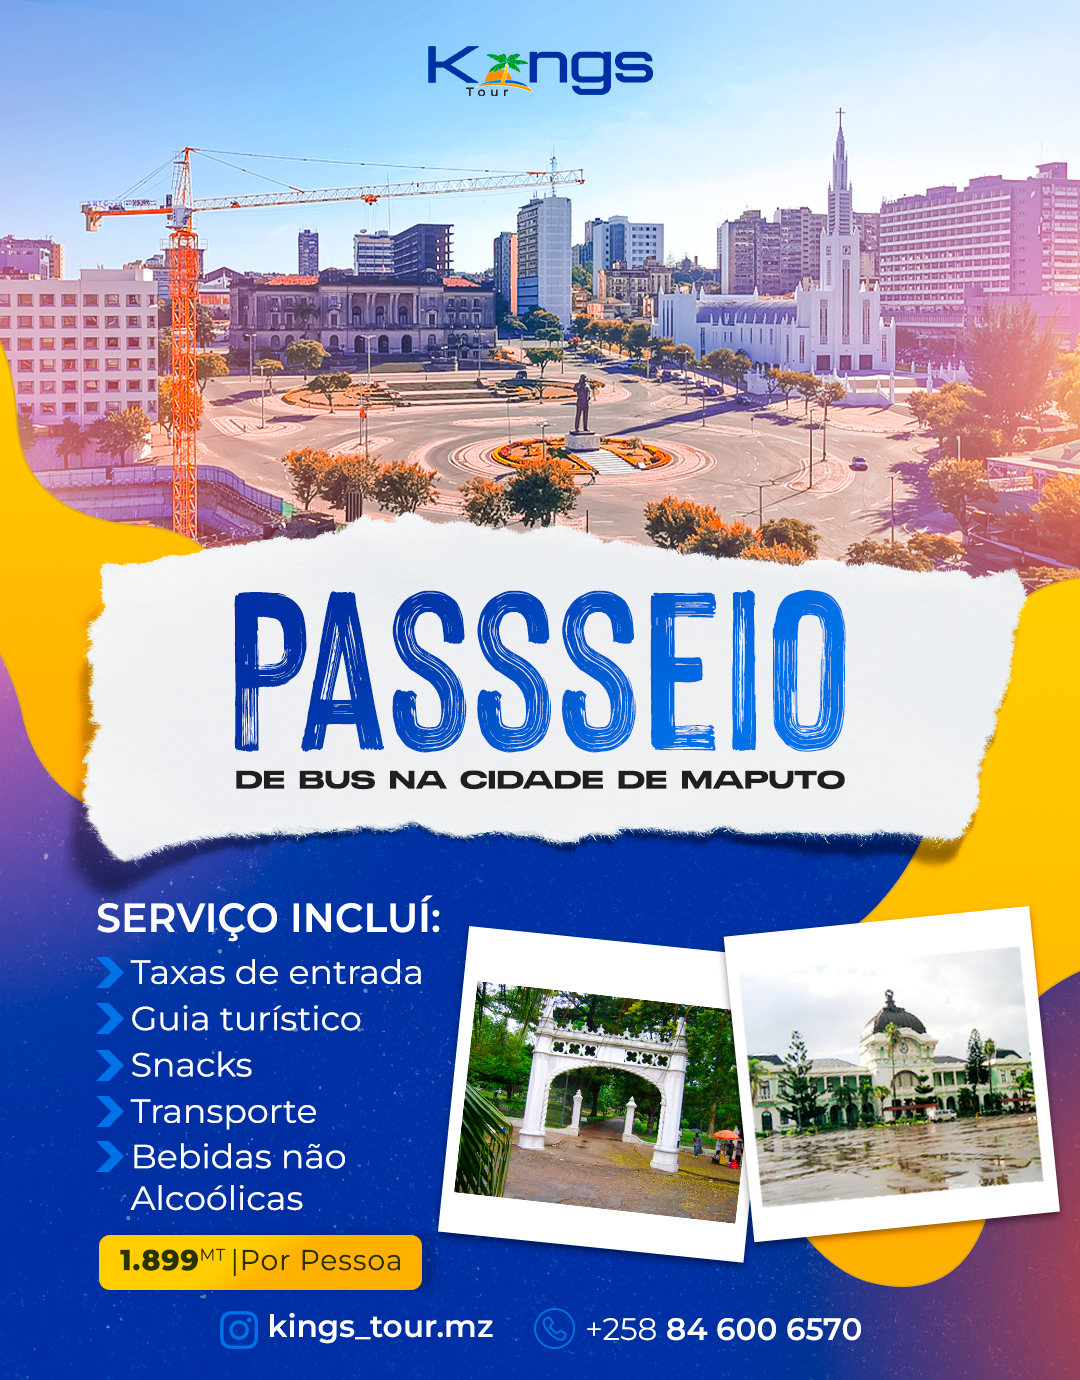 Kings
Tour
PASSSEIO
DE BUS NA CIDADE DE MAPUTO
SERVIÇO INCLUÍ:
Taxas de entrada
Guia turístico
Snacks
Transporte
Bebidas não
Alcoólicas
1.899MT |Por Pessoa
kings_tour.mz
+258 84 600 6570